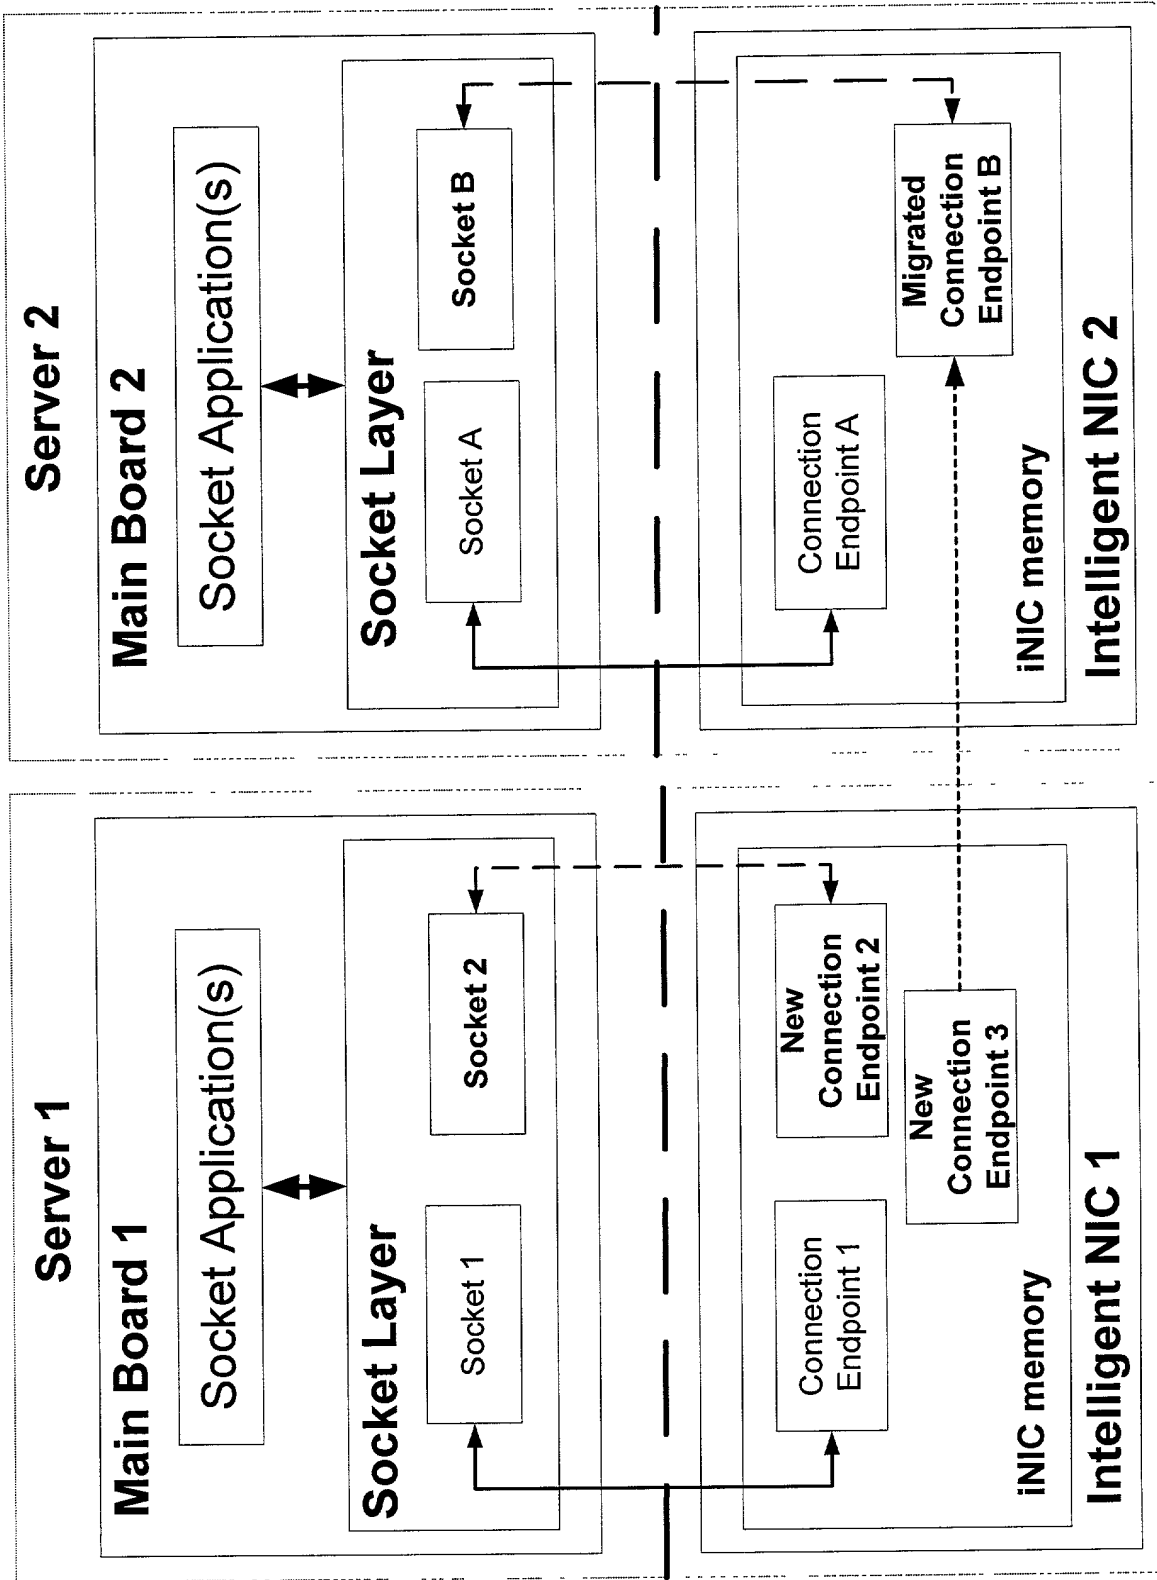 Server 1
Main Board 1
Socket Application(s)
Socket Layer
Socket 1
Socket 2
Connection
Endpoint 1
New
Connection
Endpoint 2
New
Connection
Endpoint 3
iNIC memory
Intelligent NIC 1
Server 2
Main Board 2
Socket Application(s)
Socket Layer
Socket A
Socket B
Connection
Endpoint A
Migrated
Connection
Endpoint B
iNIC memory
Intelligent NIC 2